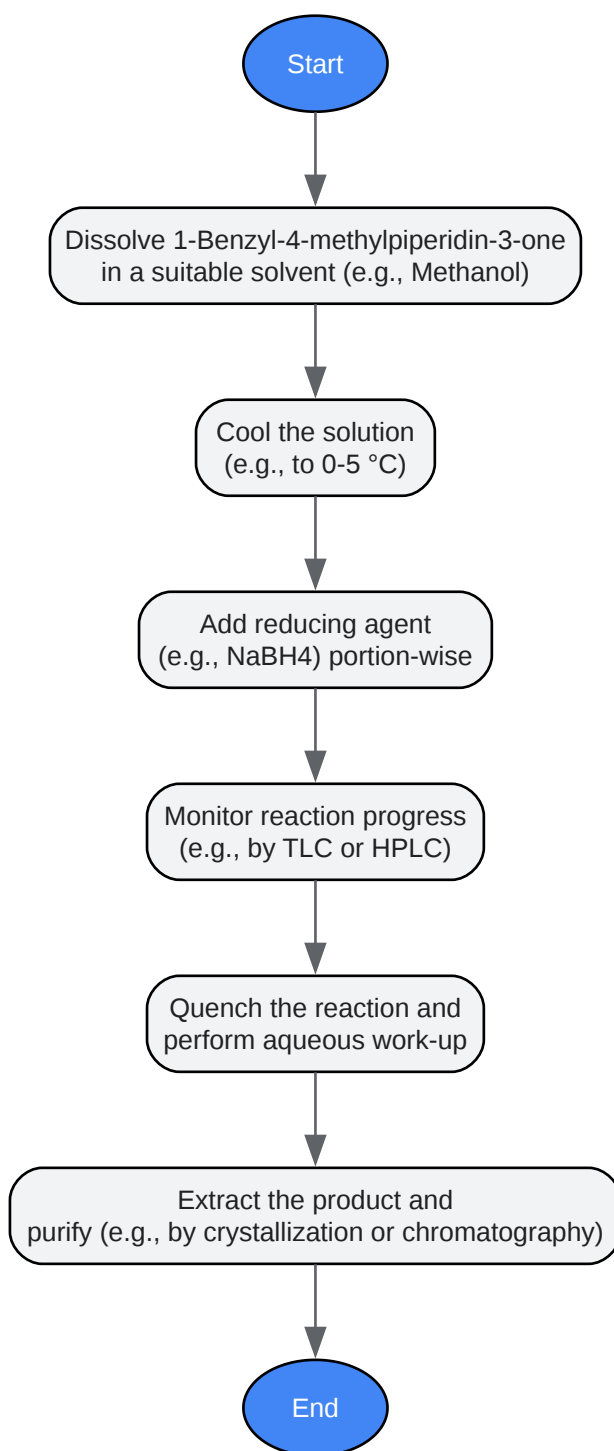 Start
Dissolve 1-Benzyl-4-methylpiperidin-3-one
in a suitable solvent (e.g., Methanol)
Cool the solution
(e.g., to 0-5 °C)
Add reducing agent
(e.g., NaBH4) portion-wise
Monitor reaction progress
(e.g., by TLC or HPLC)
Quench the reaction and
perform aqueous work-up
Extract the product and
purify (e.g., by crystallization or chromatography)
End